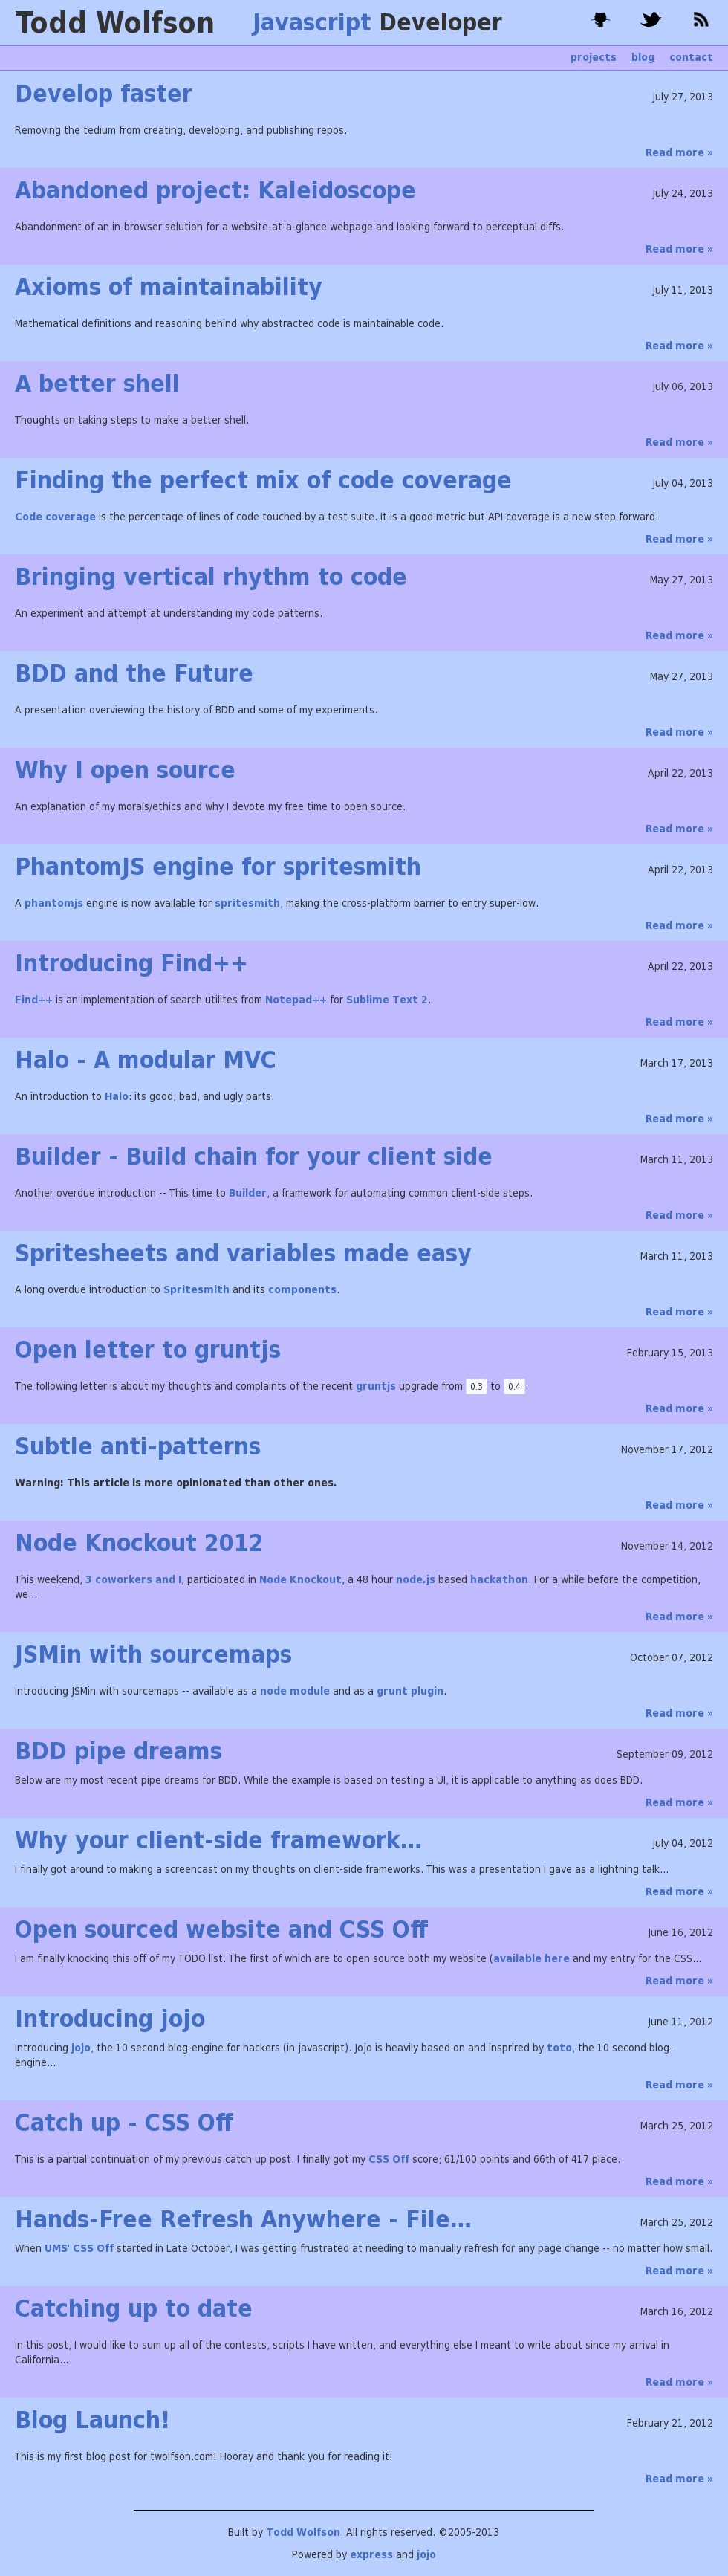 Todd Wolfson Javascript Developer
projects blog contact
Develop faster July 27, 2013
Removing the tedium from creating, developing, and publishing repos.
Read more »
Abandoned project: Kaleidoscope July 24, 2013
Abandonment of an in-browser solution for a website-at-a-glance webpage and looking forward to perceptual diffs.
Read more »
Axioms of maintainability July 11, 2013
Mathematical definitions and reasoning behind why abstracted code is maintainable code.
Read more »
A better shell July 06, 2013
Thoughts on taking steps to make a better shell.
Read more »
Finding the perfect mix of code coverage July 04, 2013
Code coverage is the percentage of lines of code touched by a test suite. It is a good metric but API coverage is a new step forward.
Read more »
Bringing vertical rhythm to code May 27, 2013
An experiment and attempt at understanding my code patterns.
Read more »
BDD and the Future May 27, 2013
A presentation overviewing the history of BDD and some of my experiments.
Read more »
Why I open source April 22, 2013
An explanation of my morals/ethics and why I devote my free time to open source.
Read more »
PhantomJS engine for spritesmith April 22, 2013
A phantomjs engine is now available for spritesmith, making the cross-platform barrier to entry super-low.
Read more »
Introducing Find++ April 22, 2013
Find++ is an implementation of search utilites from Notepad++ for Sublime Text 2.
Read more »
Halo - A modular MVC March 17, 2013
An introduction to Halo: its good, bad, and ugly parts.
Read more »
Builder - Build chain for your client side March 11, 2013
Another overdue introduction -- This time to Builder, a framework for automating common client-side steps.
Read more »
Spritesheets and variables made easy March 11, 2013
A long overdue introduction to Spritesmith and its components.
Read more »
Open letter to gruntjs February 15, 2013
The following letter is about my thoughts and complaints of the recent gruntjs upgrade from 0.3 to 0.4.
Read more »
Subtle anti-patterns November 17, 2012
Warning: This article is more opinionated than other ones.
Read more »
Node Knockout 2012 November 14, 2012
This weekend, 3 coworkers and I, participated in Node Knockout, a 48 hour node.js based hackathon. For a while before the competition,
we...
Read more »
JSMin with sourcemaps October 07, 2012
Introducing JSMin with sourcemaps -- available as a node module and as a grunt plugin.
Read more »
BDD pipe dreams September 09, 2012
Below are my most recent pipe dreams for BDD. While the example is based on testing a UI, it is applicable to anything as does BDD.
Read more »
Why your client-side framework... July 04, 2012
I finally got around to making a screencast on my thoughts on client-side frameworks. This was a presentation I gave as a lightning talk...
Read more »
Open sourced website and CSS Off June 16, 2012
I am finally knocking this off of my TODO list. The first of which are to open source both my website (available here and my entry for the CSS...
Read more »
Introducing jojo June 11, 2012
Introducing jojo, the 10 second blog-engine for hackers (in javascript). Jojo is heavily based on and insprired by toto, the 10 second blog-
engine...
Read more »
Catch up - CSS Off March 25, 2012
This is a partial continuation of my previous catch up post. I finally got my CSS Off score; 61/100 points and 66th of 417 place.
Read more »
Hands-Free Refresh Anywhere - File... March 25, 2012
When UMS' CSS Off started in Late October, I was getting frustrated at needing to manually refresh for any page change -- no matter how small.
Read more »
Catching up to date March 16, 2012
In this post, I would like to sum up all of the contests, scripts I have written, and everything else I meant to write about since my arrival in
California...
Read more »
Blog Launch! February 21, 2012
This is my first blog post for twolfson.com! Hooray and thank you for reading it!
Read more »
Built by Todd Wolfson. All rights reserved. ©2005-2013
Powered by express and jojo